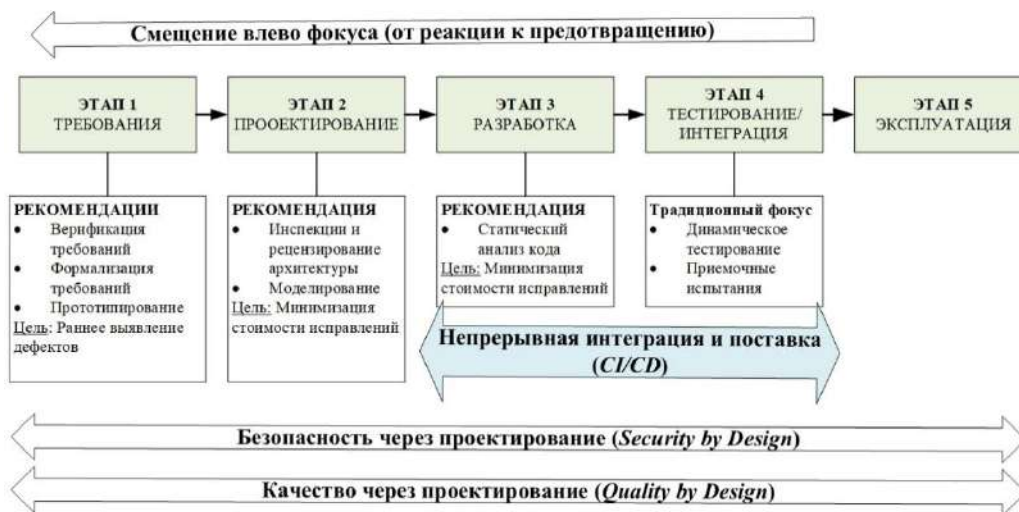 Смещение влево фокуса (от реакции к предотвращению)
ЭТАП 1
ТРЕБОВАНИЯ
ЭТАП 2
ПРООЕКТИРОВАНИЕ
ЭТАП 3
РАЗРАБОТКА
ЭТАП 4
ТЕСТИРОВАНИЕ/
ИНТЕГРАЦИЯ
ЭТАП 5
ЭКСПЛУАТАЦИЯ
РЕКОМЕНДАЦИИ
● Верификация
требований
● Формализация
требований
● Прототипирование
Цель: Раннее выявление
дефектов
РЕКОМЕНДАЦИЯ
● Инспекции и
рецензирование
архитектуры
● Моделирование
Цель: Минимизация
стоимости исправлений
РЕКОМЕНДАЦИЯ
● Статический
анализ кода
Цель: Минимизация
стоимости исправлений
Традиционный фокус
● Динамическое
тестирование
● Приемочные
испытания
Непрерывная интеграция и поставка
(CI/CD)
Безопасность через проектирование (Security by Design)
Качество через проектирование (Quality by Design)